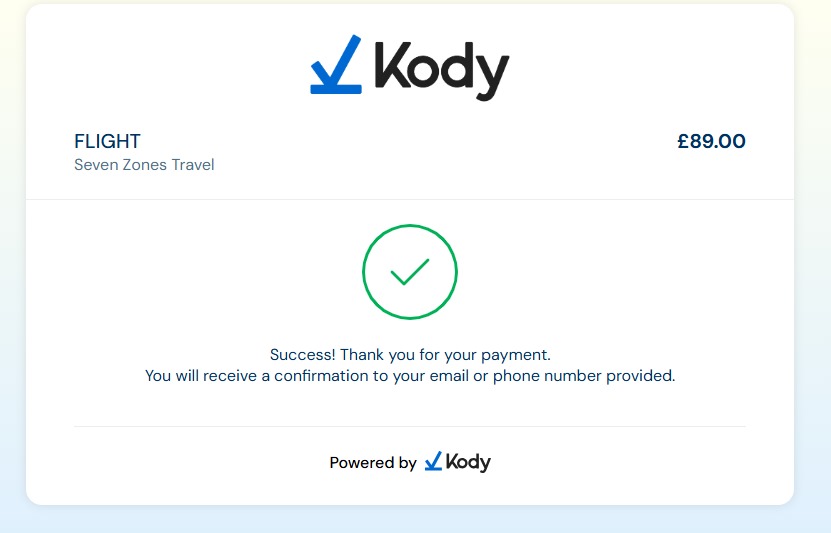 Kody
FLIGHT £89.00
Seven Zones Travel
Success! Thank you for your payment.
You will receive a confirmation to your email or phone number provided.
Powered by Kody